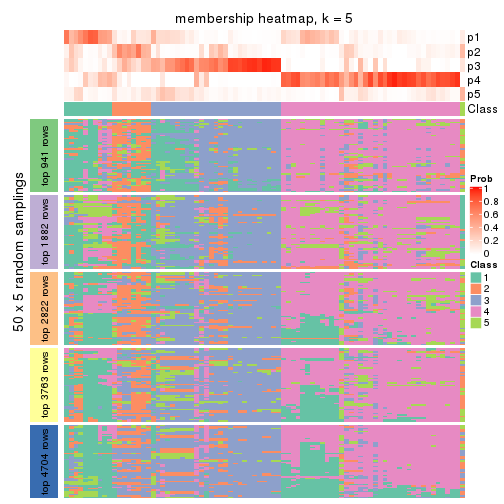 membership heatmap, k = 5
p1
p2
p3
p4
p5
Class
50 x 5 random samplings
top 941 rows
top 1882 rows
top 2822 rows
top 3763 rows
top 4704 rows
Prob
1
0.8
0.6
0.4
0.2
0
Class
1
2
3
4
5